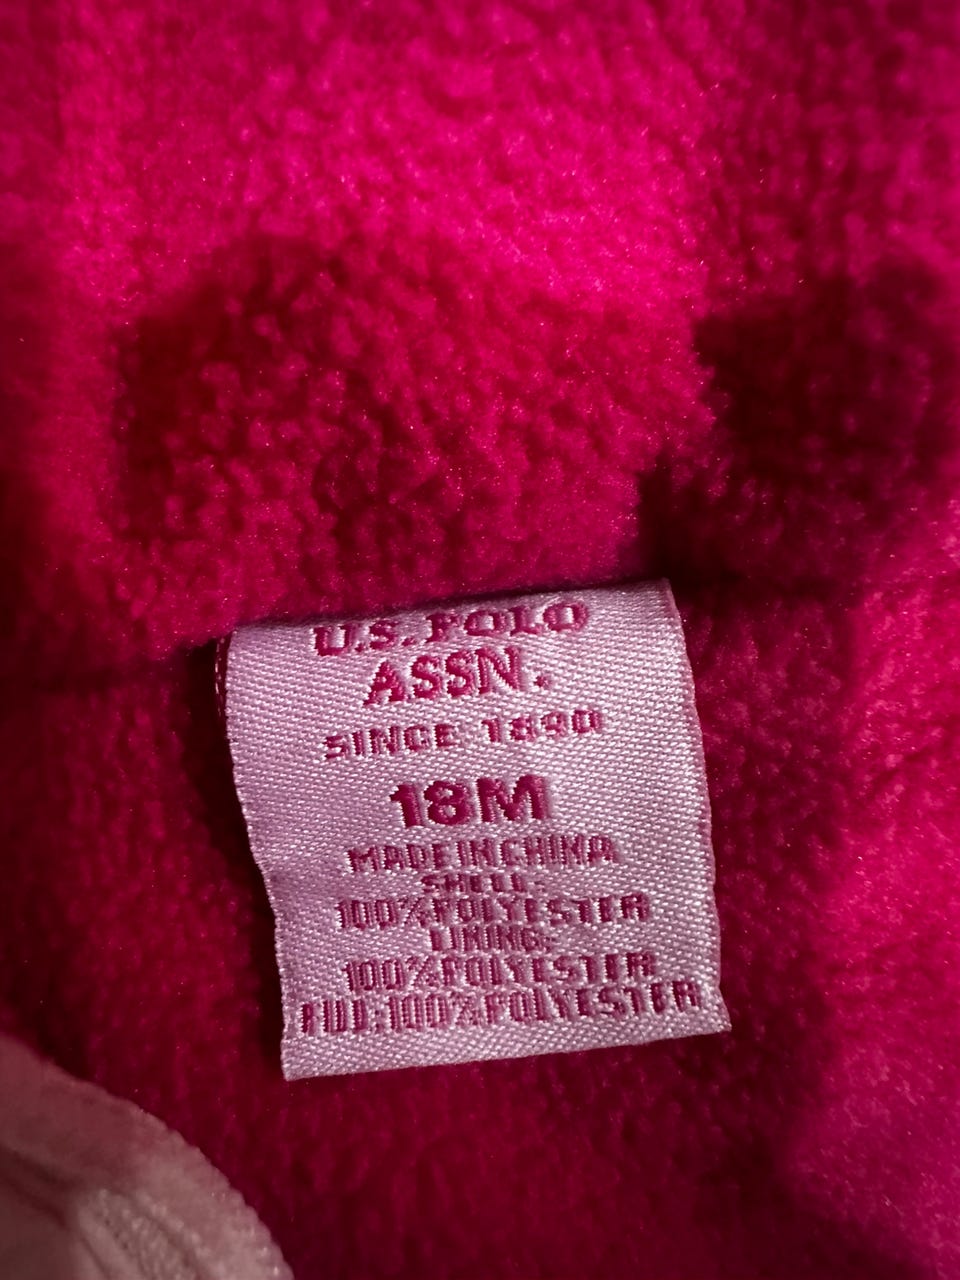 U.S. POLO
ASSN.
SINCE 1890
18M
MADE IN CHINA
SHELL:
100% POLYESTER
LINING:
100% POLYESTER
FILL: 100% POLYESTER